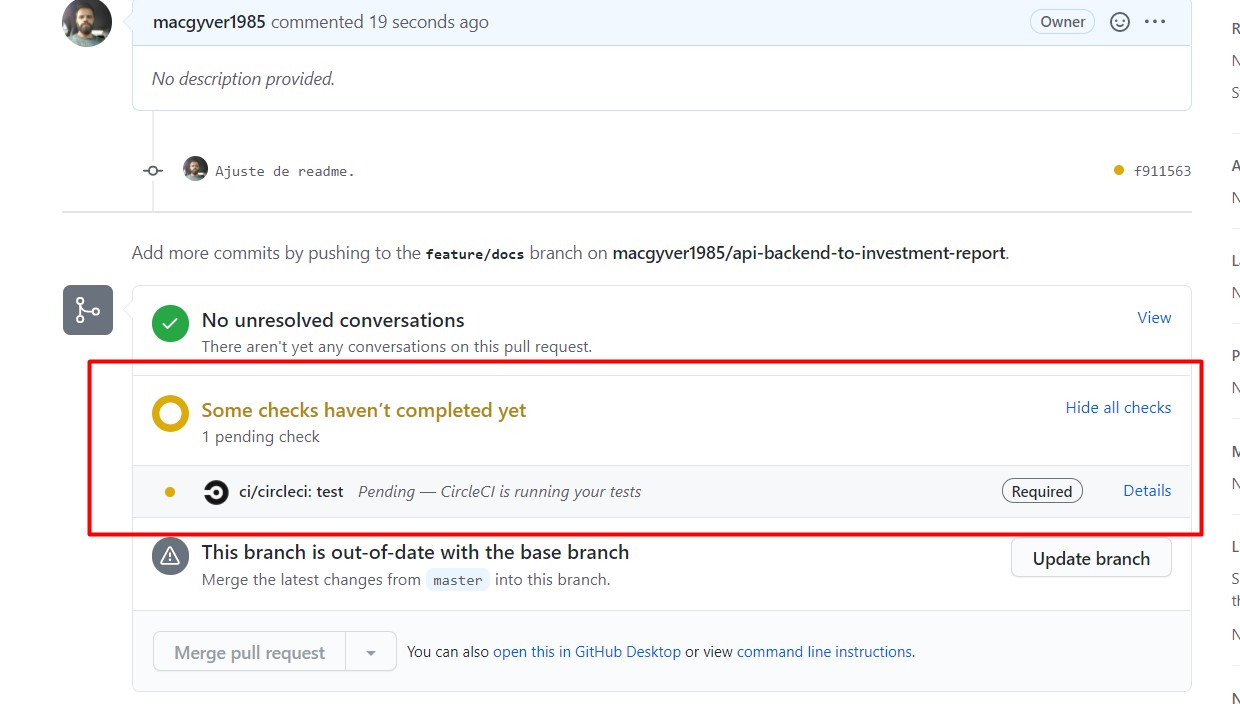 macgyver1985 commented 19 seconds ago
Owner
No description provided.
Ajuste de readme.
f911563
Add more commits by pushing to the feature/docs branch on macgyver1985/api-backend-to-investment-report.
No unresolved conversations
View
There aren't yet any conversations on this pull request.
Some checks haven’t completed yet
Hide all checks
1 pending check
ci/circleci: test Pending — CircleCI is running your tests
Required
Details
This branch is out-of-date with the base branch
Update branch
Merge the latest changes from master into this branch.
Merge pull request
You can also open this in GitHub Desktop or view command line instructions.